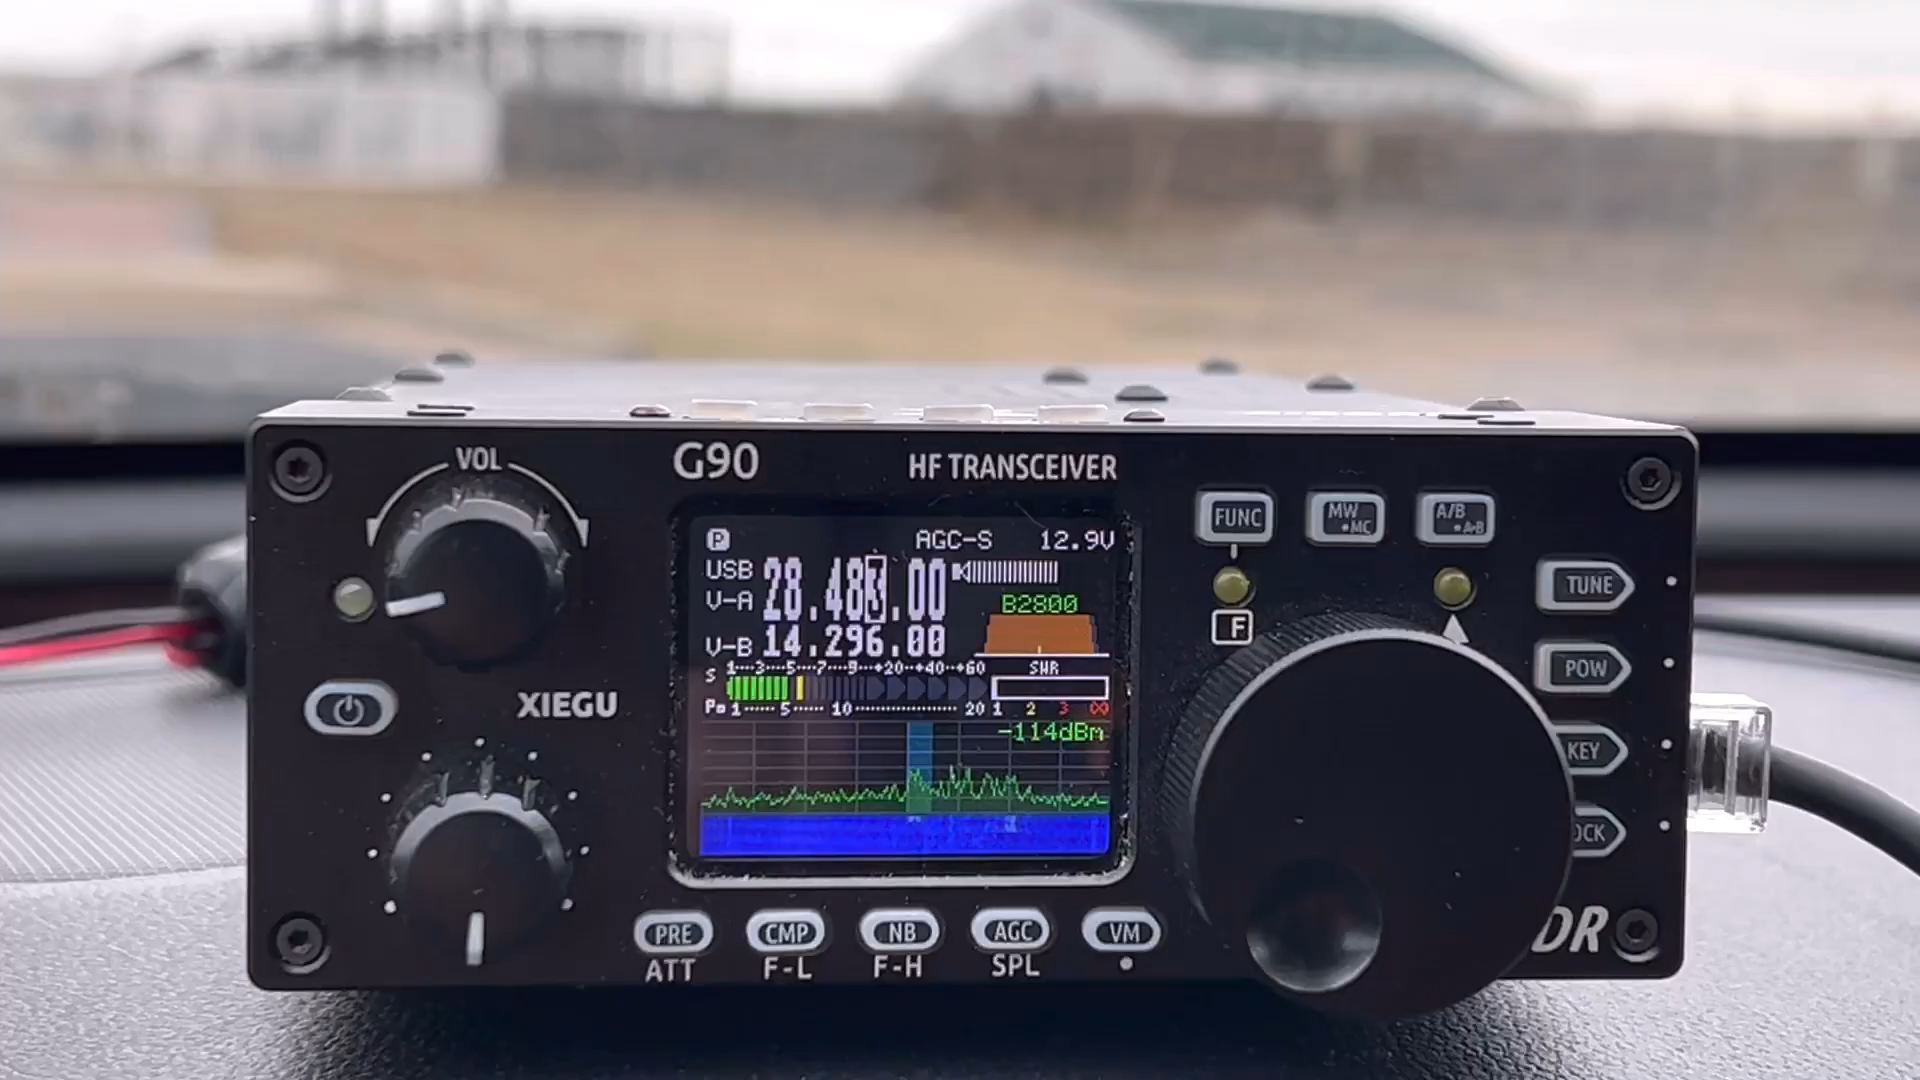 VOL
G90
HF TRANSCEIVER
P AGC-S 12.9V
USB
V-A 28.483.00
B2800
V-B 14.296.00
S 1 3 5 7 9 +20 +40 +60 SWR
Po 1 5 10 20 1 2 3 ∞
-114dBm
XIEGU
FUNC
MW
•MC
A/B
•A=B
F
TUNE
POW
KEY
OCK
DR
PRE CMP NB AGC VM
ATT F-L F-H SPL